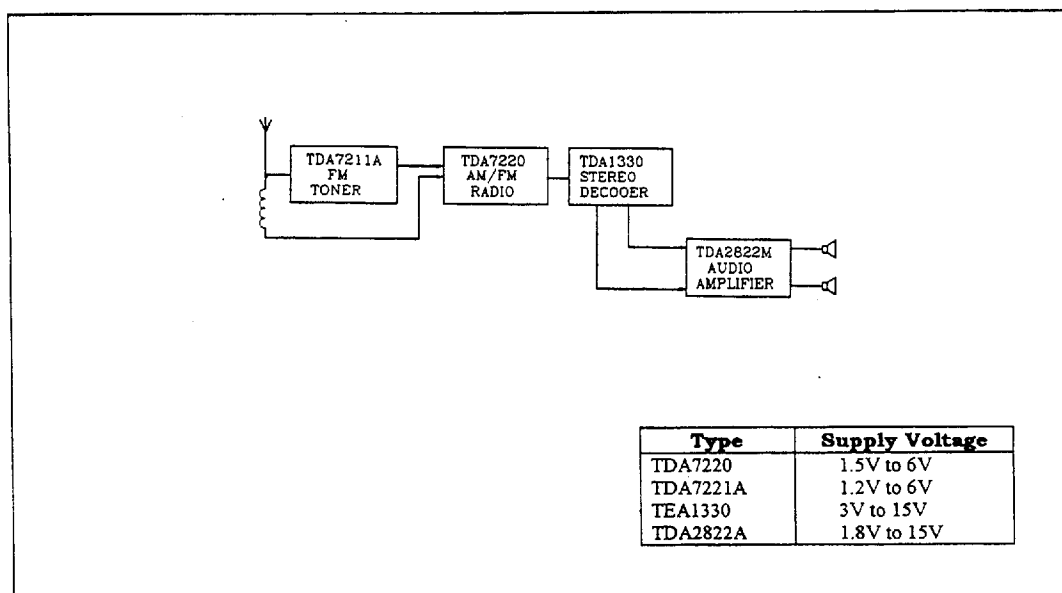 TDA7211A
FM
TONER
TDA7220
AM/FM
RADIO
TDA1330
STEREO
DECOOER
TDA2822M
AUDIO
AMPLIFIER
Type Supply Voltage
TDA7220 1.5V to 6V
TDA7221A 1.2V to 6V
TEA1330 3V to 15V
TDA2822A 1.8V to 15V